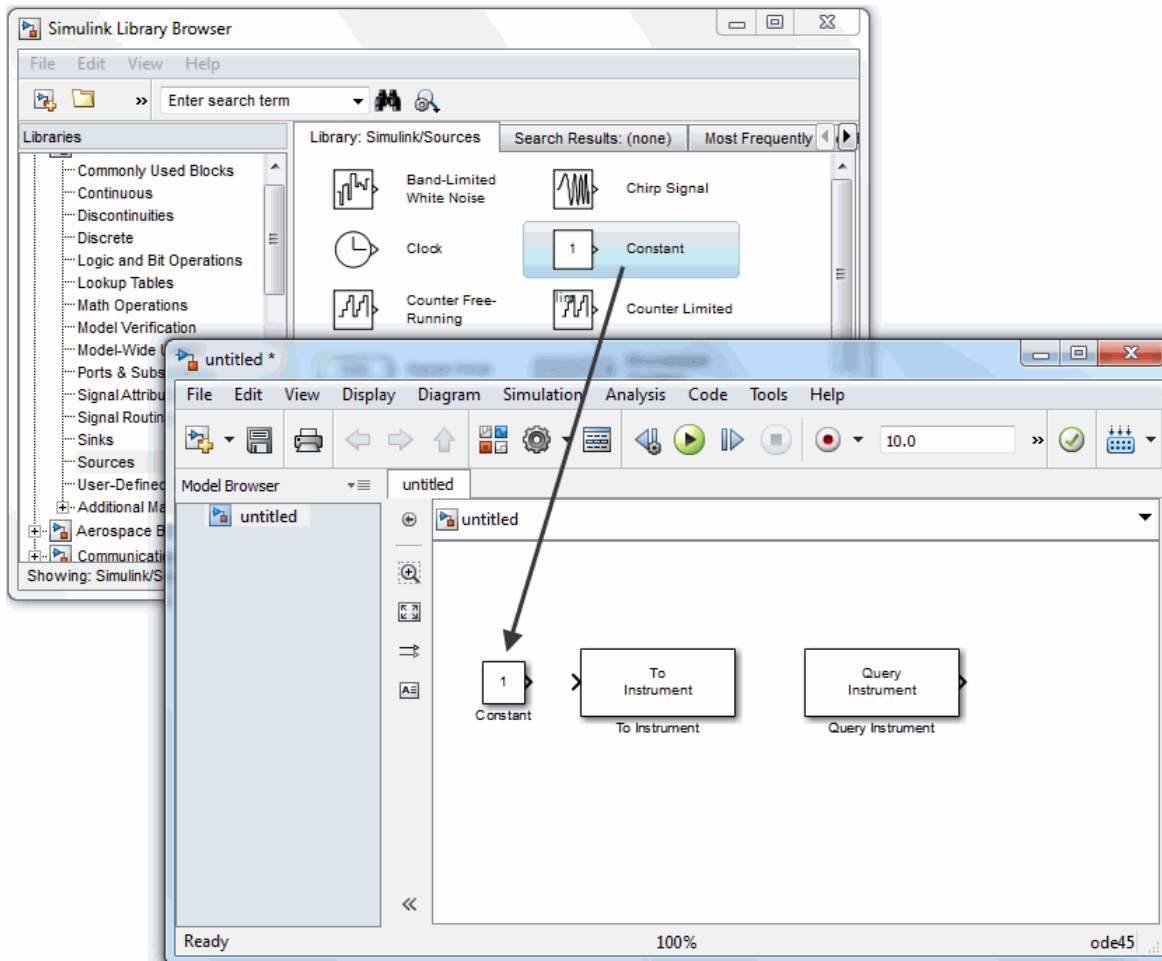 Simulink Library Browser
File Edit View Help
» Enter search term
Libraries
Library: Simulink/Sources
Search Results: (none)
Most Frequently
Commonly Used Blocks
Continuous
Discontinuities
Discrete
Logic and Bit Operations
Lookup Tables
Math Operations
Model Verification
Model-Wide
Ports & Subs
Signal Attribu
Signal Routin
Sinks
Sources
User-Defined
Additional Ma
Aerospace B
Communicati
Showing: Simulink/S
Band-Limited
White Noise
Chirp Signal
Clock
1
Constant
Counter Free-
Running
Counter Limited
untitled *
File Edit View Display Diagram Simulation Analysis Code Tools Help
10.0 »
Model Browser
untitled
untitled
untitled
1
Constant
To
Instrument
To Instrument
Query
Instrument
Query Instrument
Ready
100%
ode45